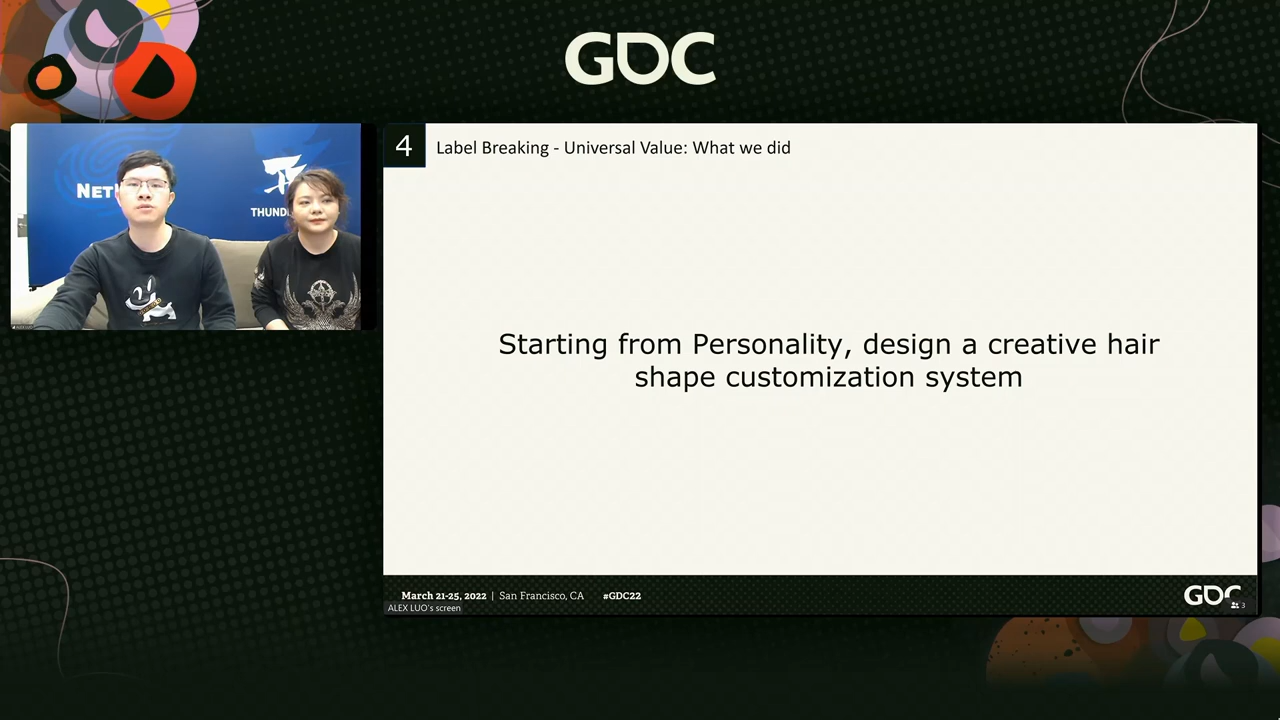 GDC
4
Label Breaking - Universal Value: What we did
NET
THUND
Starting from Personality, design a creative hair
shape customization system
March 21-25, 2022 | San Francisco, CA #GDC22
GDC
ALEX LUO's screen
3